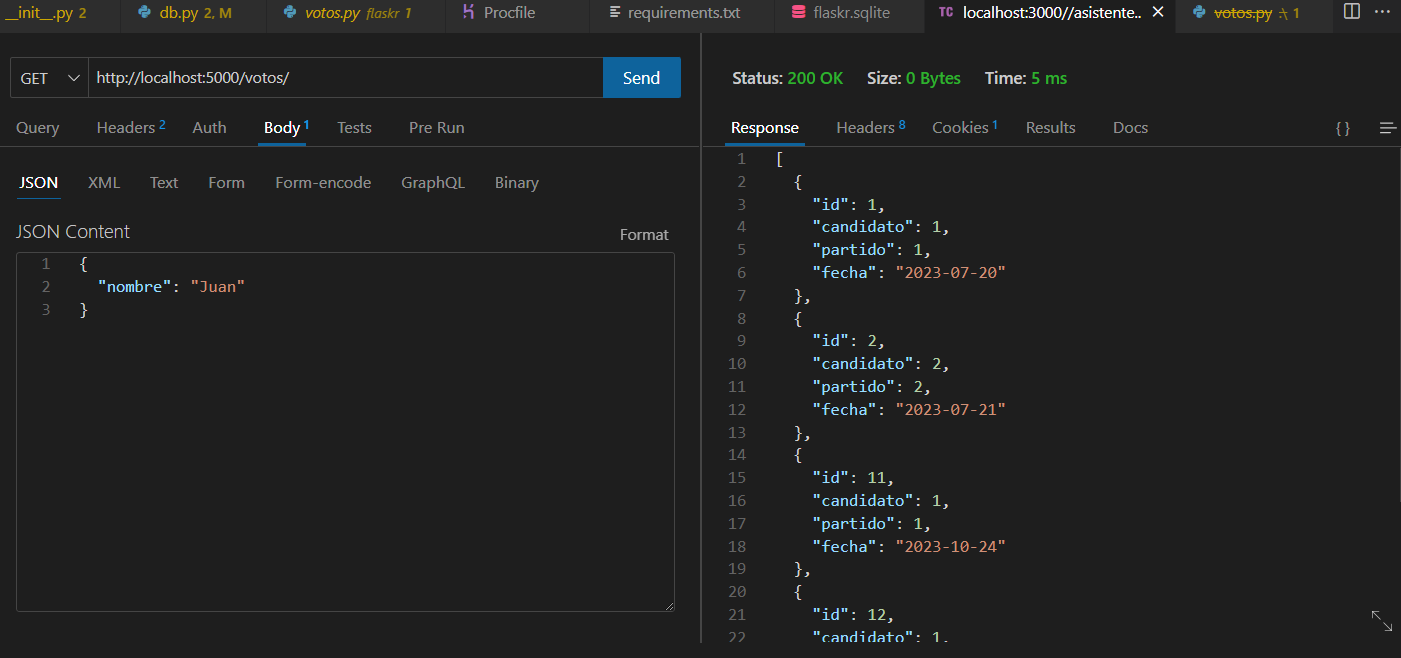 __init__.py 2 db.py 2, M votos.py flaskr 1 Procfile requirements.txt flaskr.sqlite TC localhost:3000//asistente.. votos.py 1
GET http://localhost:5000/votos/ Send
Status: 200 OK Size: 0 Bytes Time: 5 ms
Query Headers 2 Auth Body 1 Tests Pre Run
Response Headers 8 Cookies 1 Results Docs { }
JSON XML Text Form Form-encode GraphQL Binary
JSON Content
Format
1 {
2 "nombre": "Juan"
3 }
1 [
2 {
3 "id": 1,
4 "candidato": 1,
5 "partido": 1,
6 "fecha": "2023-07-20"
7 },
8 {
9 "id": 2,
10 "candidato": 2,
11 "partido": 2,
12 "fecha": "2023-07-21"
13 },
14 {
15 "id": 11,
16 "candidato": 1,
17 "partido": 1,
18 "fecha": "2023-10-24"
19 },
20 {
21 "id": 12,
22 "candidato": 1,